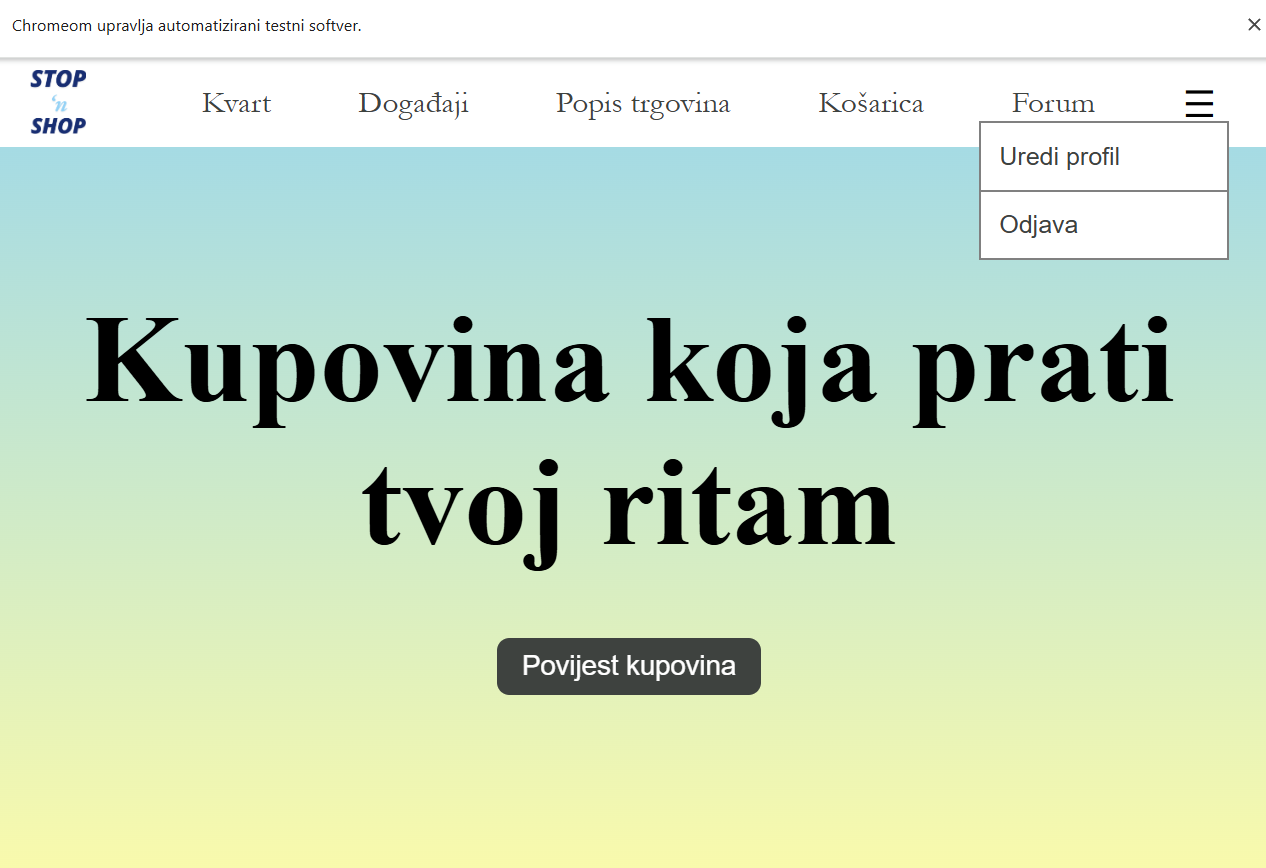 Chromeom upravlja automatizirani testni softver.
STOP
'n
SHOP
Kvart
Događaji
Popis trgovina
Košarica
Forum
Uredi profil
Odjava
Kupovina koja prati
tvoj ritam
Povijest kupovina